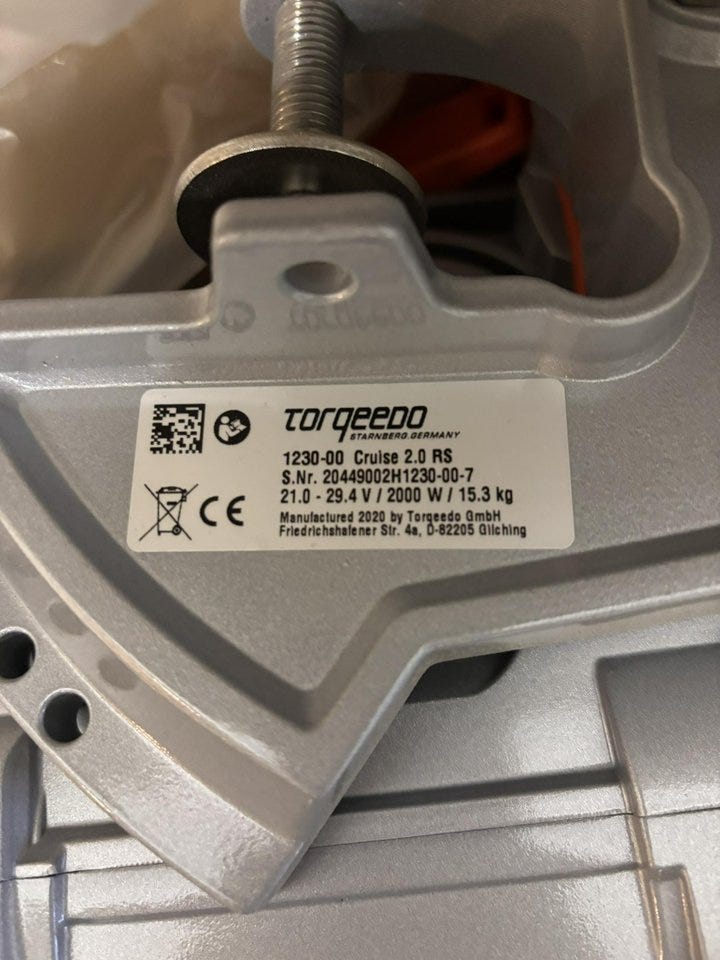 TORQEEDO
STARNBERG.GERMANY
1230-00 Cruise 2.0 RS
S.Nr. 20449002H1230-00-7
21.0 - 29.4 V / 2000 W / 15.3 kg
CE
Manufactured 2020 by Torqeedo GmbH
Friedrichshafener Str. 4a, D-82205 Gilching